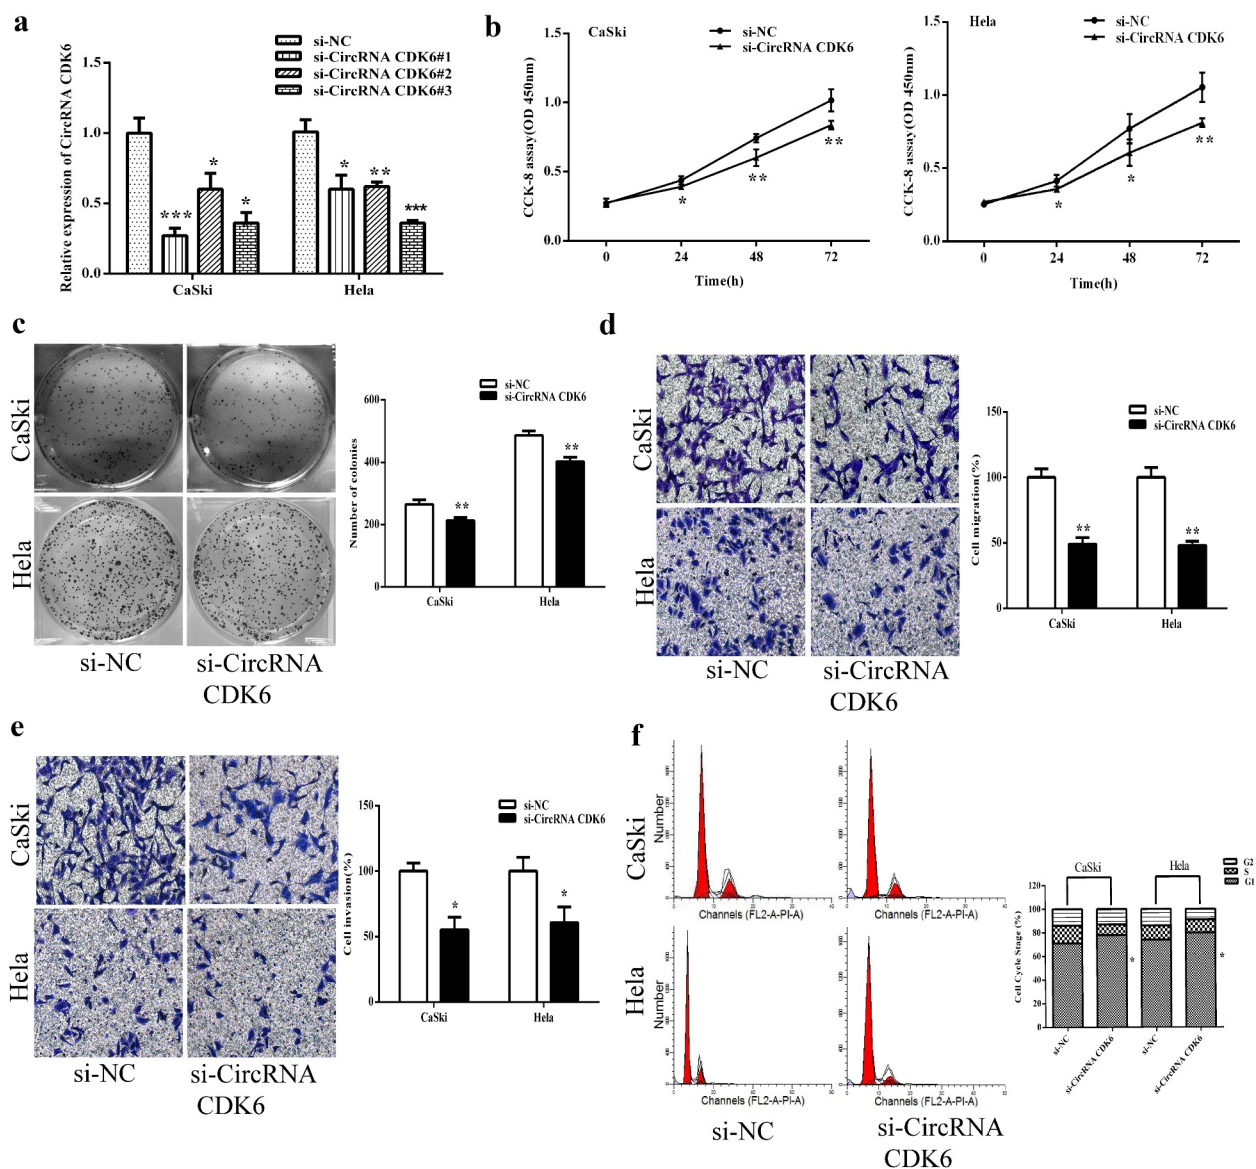 a
Relative expression of CircRNA CDK6
si-NC
si-CircRNA CDK6#1
si-CircRNA CDK6#2
si-CircRNA CDK6#3
1.5
1.0
0.5
0.0
***
*
*
*
**
***
CaSki
Hela
b
CaSki
si-NC
si-CircRNA CDK6
CCK-8 assay(OD 450nm)
1.5
1.0
0.5
0.0
*
**
**
0
24
48
72
Time(h)
Hela
si-NC
si-CircRNA CDK6
CCK-8 assay(OD 450nm)
1.5
1.0
0.5
0.0
*
*
**
0
24
48
72
Time(h)
c
CaSki
Hela
si-NC
si-CircRNA
CDK6
si-NC
si-CircRNA CDK6
Number of colonies
600
400
200
0
**
**
CaSki
Hela
d
CaSki
Hela
si-NC
si-CircRNA
CDK6
si-NC
si-CircRNA CDK6
Cell migration(%)
150
100
50
0
**
**
CaSki
Hela
e
CaSki
Hela
si-NC
si-CircRNA
CDK6
si-NC
si-CircRNA CDK6
Cell invasion(%)
150
100
50
0
*
*
CaSki
Hela
f
CaSki
Number
Channels (FL2-A-PI-A)
Channels (FL2-A-PI-A)
Hela
Number
Channels (FL2-A-PI-A)
Channels (FL2-A-PI-A)
si-NC
si-CircRNA
CDK6
CaSki
Hela
G2
S
G1
Cell Cycle Stage (%)
120
100
80
60
40
20
0
*
*
si-NC
si-CircRNA CDK6
si-NC
si-CircRNA CDK6